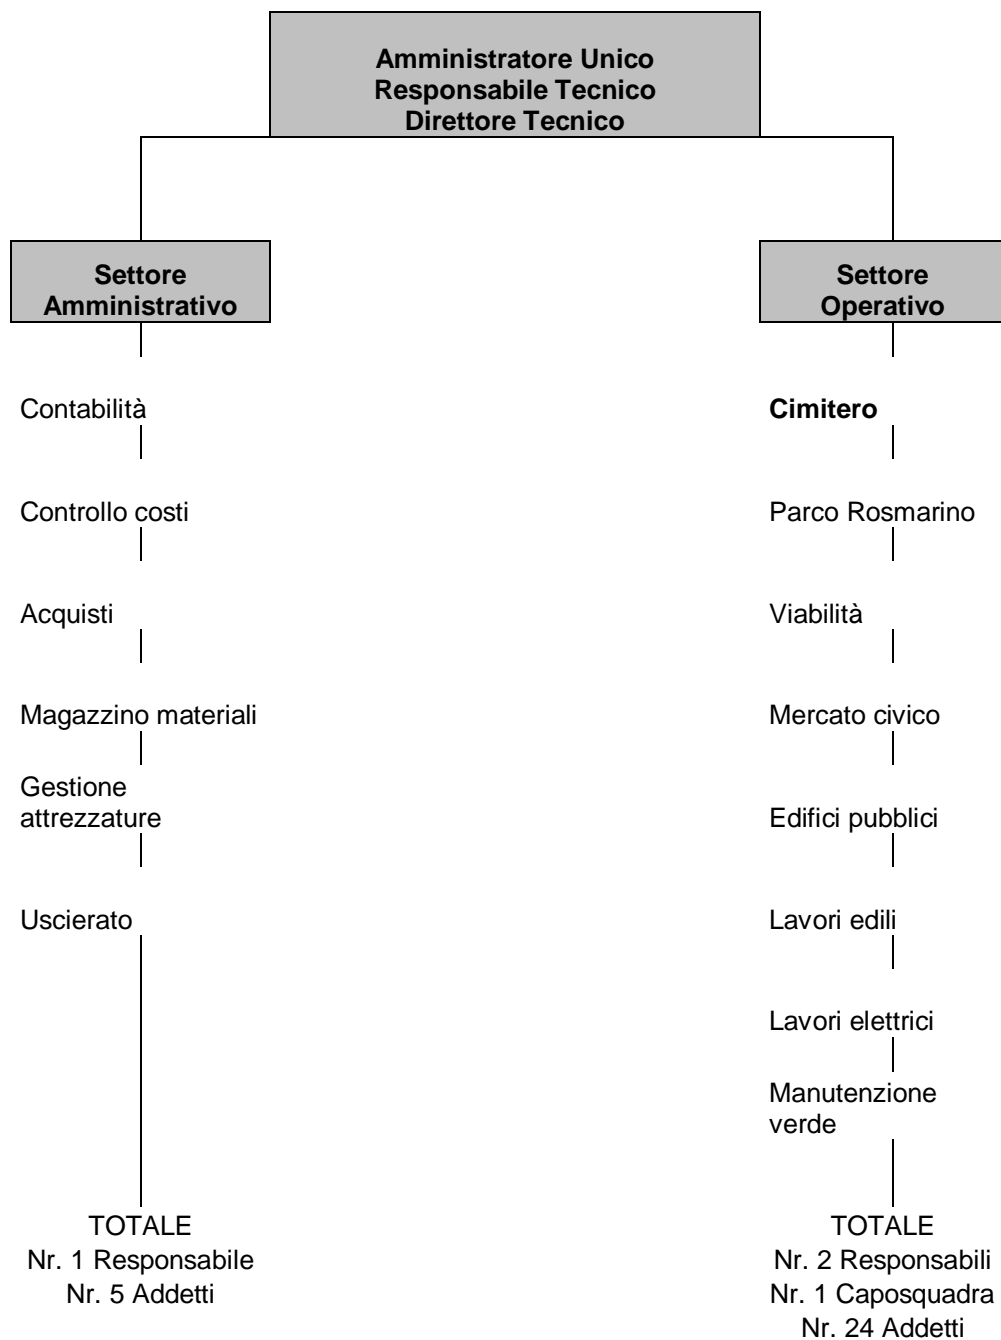 Amministratore Unico
Responsabile Tecnico
Direttore Tecnico
Settore
Amministrativo
Contabilità
Controllo costi
Acquisti
Magazzino materiali
Gestione
attrezzature
Uscierato
TOTALE
Nr. 1 Responsabile
Nr. 5 Addetti
Settore
Operativo
Cimitero
Parco Rosmarino
Viabilità
Mercato civico
Edifici pubblici
Lavori edili
Lavori elettrici
Manutenzione
verde
TOTALE
Nr. 2 Responsabili
Nr. 1 Caposquadra
Nr. 24 Addetti